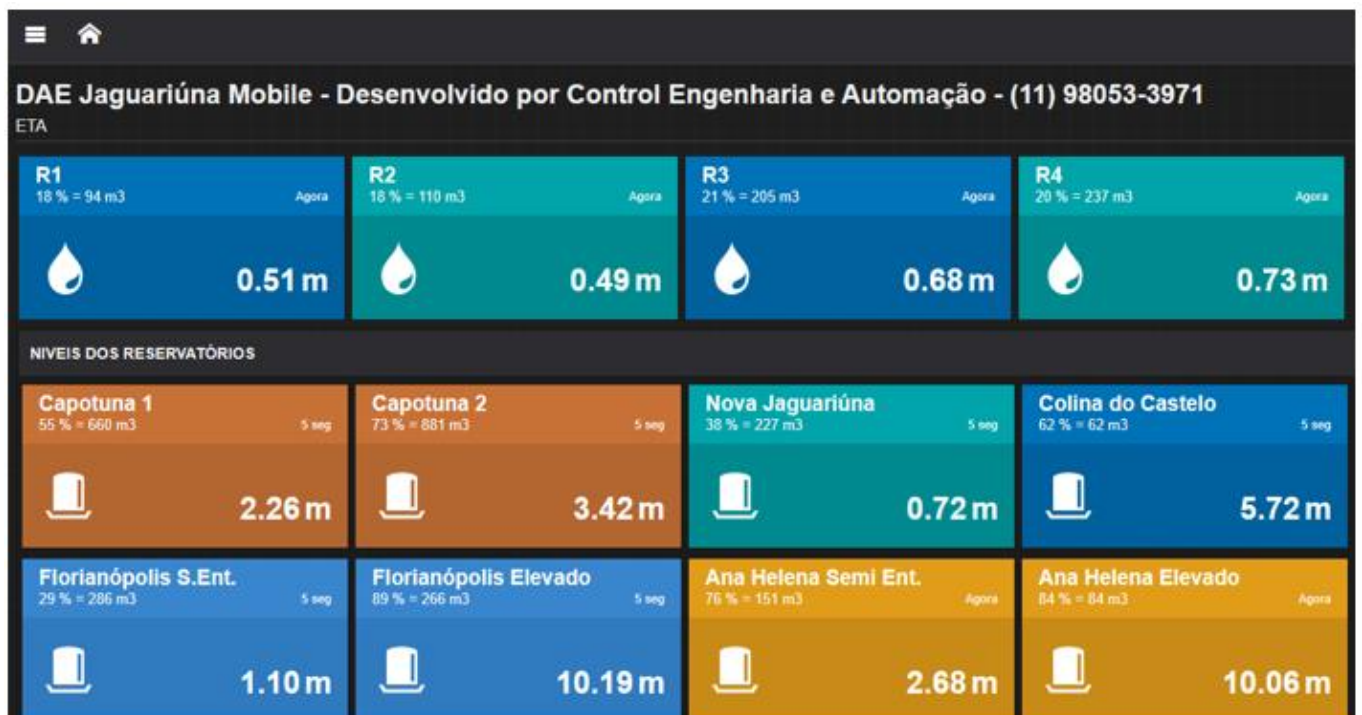 DAE Jaguariúna Mobile - Desenvolvido por Control Engenharia e Automação - (11) 98053-3971
ETA
R1
18 % = 94 m3 Agora
0.51 m
R2
18 % = 110 m3 Agora
0.49 m
R3
21 % = 205 m3 Agora
0.68 m
R4
20 % = 237 m3 Agora
0.73 m
NIVEIS DOS RESERVATÓRIOS
Capotuna 1
55 % = 660 m3 5 seg
2.26 m
Capotuna 2
73 % = 881 m3 5 seg
3.42 m
Nova Jaguariúna
38 % = 227 m3 5 seg
0.72 m
Colina do Castelo
62 % = 62 m3 5 seg
5.72 m
Florianópolis S.Ent.
29 % = 286 m3 5 seg
1.10 m
Florianópolis Elevado
89 % = 266 m3 5 seg
10.19 m
Ana Helena Semi Ent.
76 % = 151 m3 Agora
2.68 m
Ana Helena Elevado
84 % = 84 m3 Agora
10.06 m